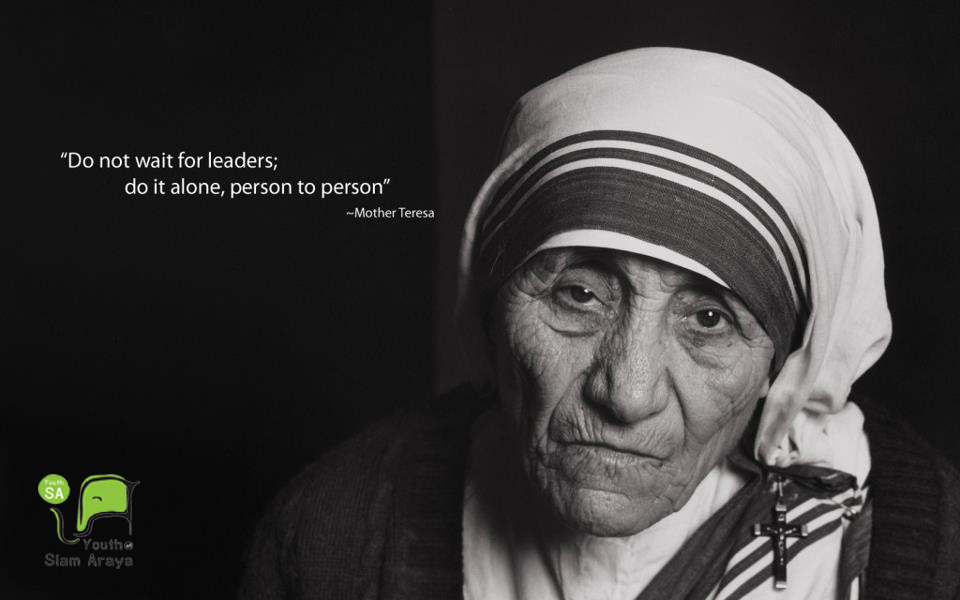 “Do not wait for leaders;
do it alone, person to person”
~Mother Teresa
Youth
SA
Youth
Siam Araya